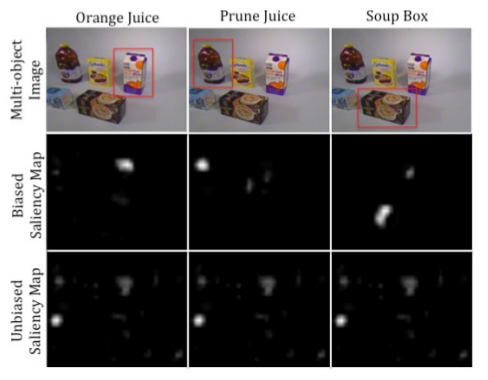 Orange Juice Prune Juice Soup Box
Multi-object
Image
Biased
Saliency Map
Unbiased
Saliency Map